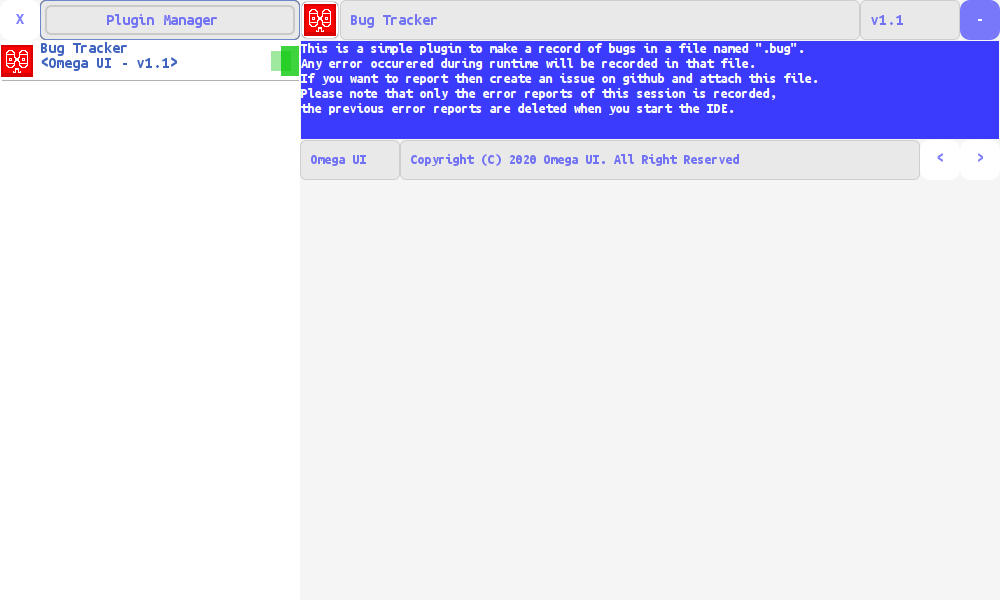 X
Plugin Manager
Bug Tracker
v1.1
-
Bug Tracker
<Omega UI - v1.1>
This is a simple plugin to make a record of bugs in a file named ".bug".
Any error occurered during runtime will be recorded in that file.
If you want to report then create an issue on github and attach this file.
Please note that only the error reports of this session is recorded,
the previous error reports are deleted when you start the IDE.
Omega UI
Copyright (C) 2020 Omega UI. All Right Reserved
<
>